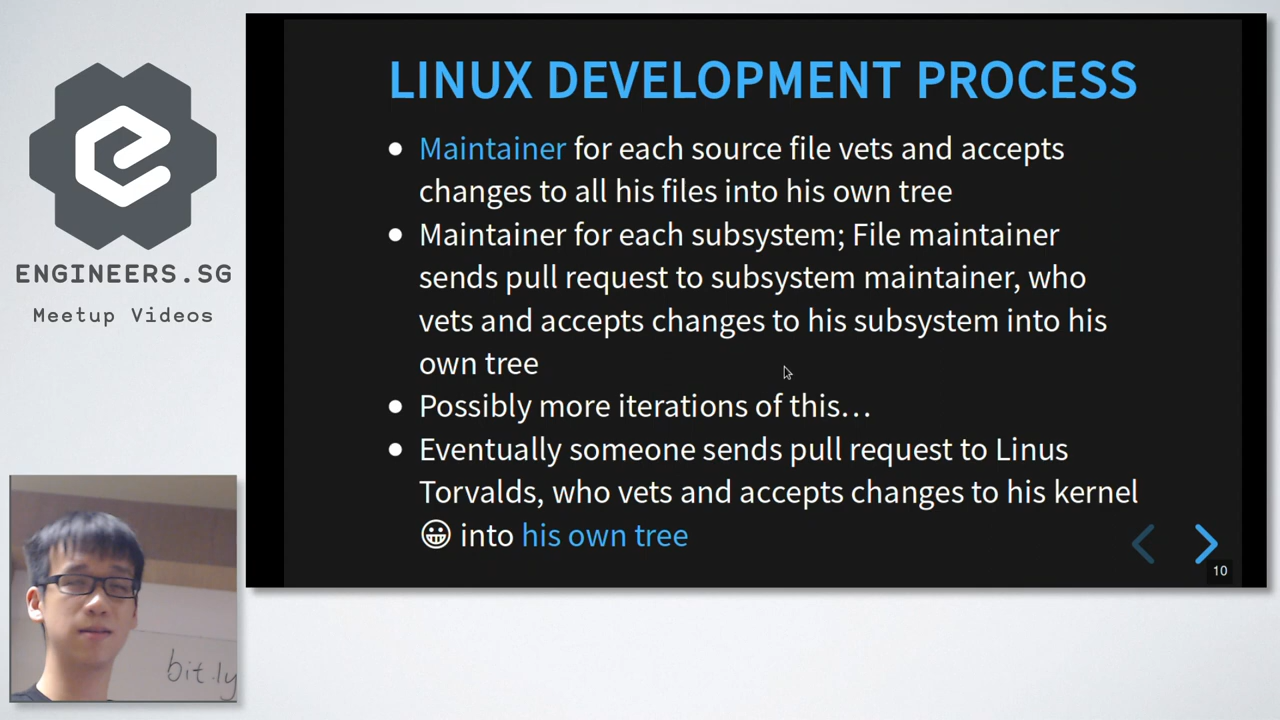 ENGINEERS.SG
Meetup Videos
LINUX DEVELOPMENT PROCESS
• Maintainer for each source file vets and accepts
changes to all his files into his own tree
• Maintainer for each subsystem; File maintainer
sends pull request to subsystem maintainer, who
vets and accepts changes to his subsystem into his
own tree
• Possibly more iterations of this…
• Eventually someone sends pull request to Linus
Torvalds, who vets and accepts changes to his kernel
😀 into his own tree
10
bit.ly